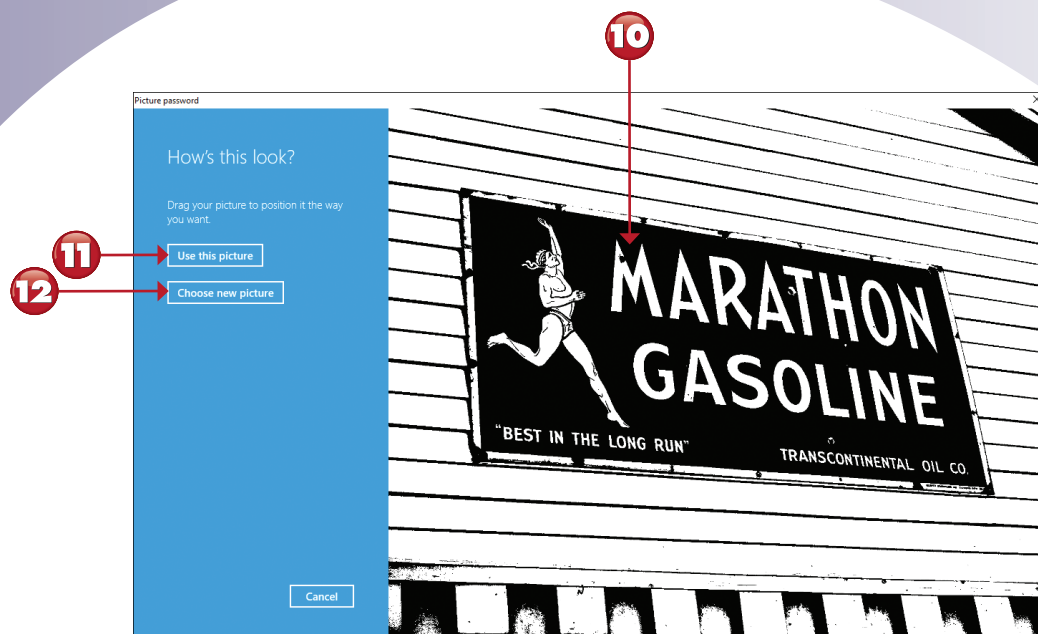 10
Picture password
How's this look?
Drag your picture to position it the way
you want.
11
Use this picture
12
Choose new picture
MARATHON
GASOLINE
"BEST IN THE LONG RUN"
TRANSCONTINENTAL OIL CO.
Cancel